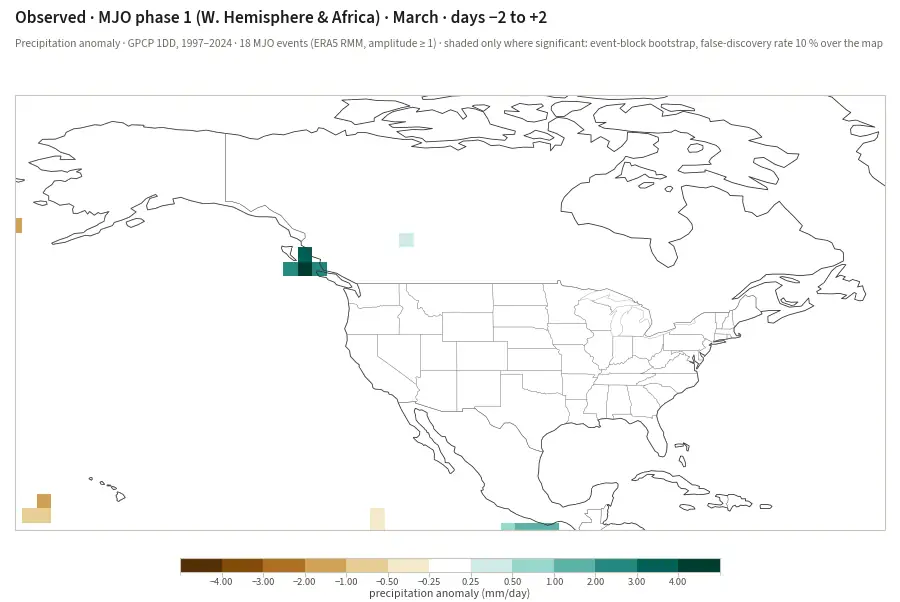 Observed · MJO phase 1 (W. Hemisphere & Africa) · March · days −2 to +2
Precipitation anomaly · GPCP 1DD, 1997–2024 · 18 MJO events (ERA5 RMM, amplitude ≥ 1) · shaded only where significant: event-block bootstrap, false-discovery rate 10 % over the map
−4.00 −3.00 −2.00 −1.00 −0.50 −0.25 0.25 0.50 1.00 2.00 3.00 4.00
precipitation anomaly (mm/day)